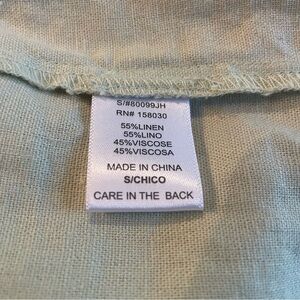 S/#80099JH
RN# 158030
55%LINEN
55%LINO
45%VISCOSE
45%VISCOSA
MADE IN CHINA
S/CHICO
CARE IN THE BACK